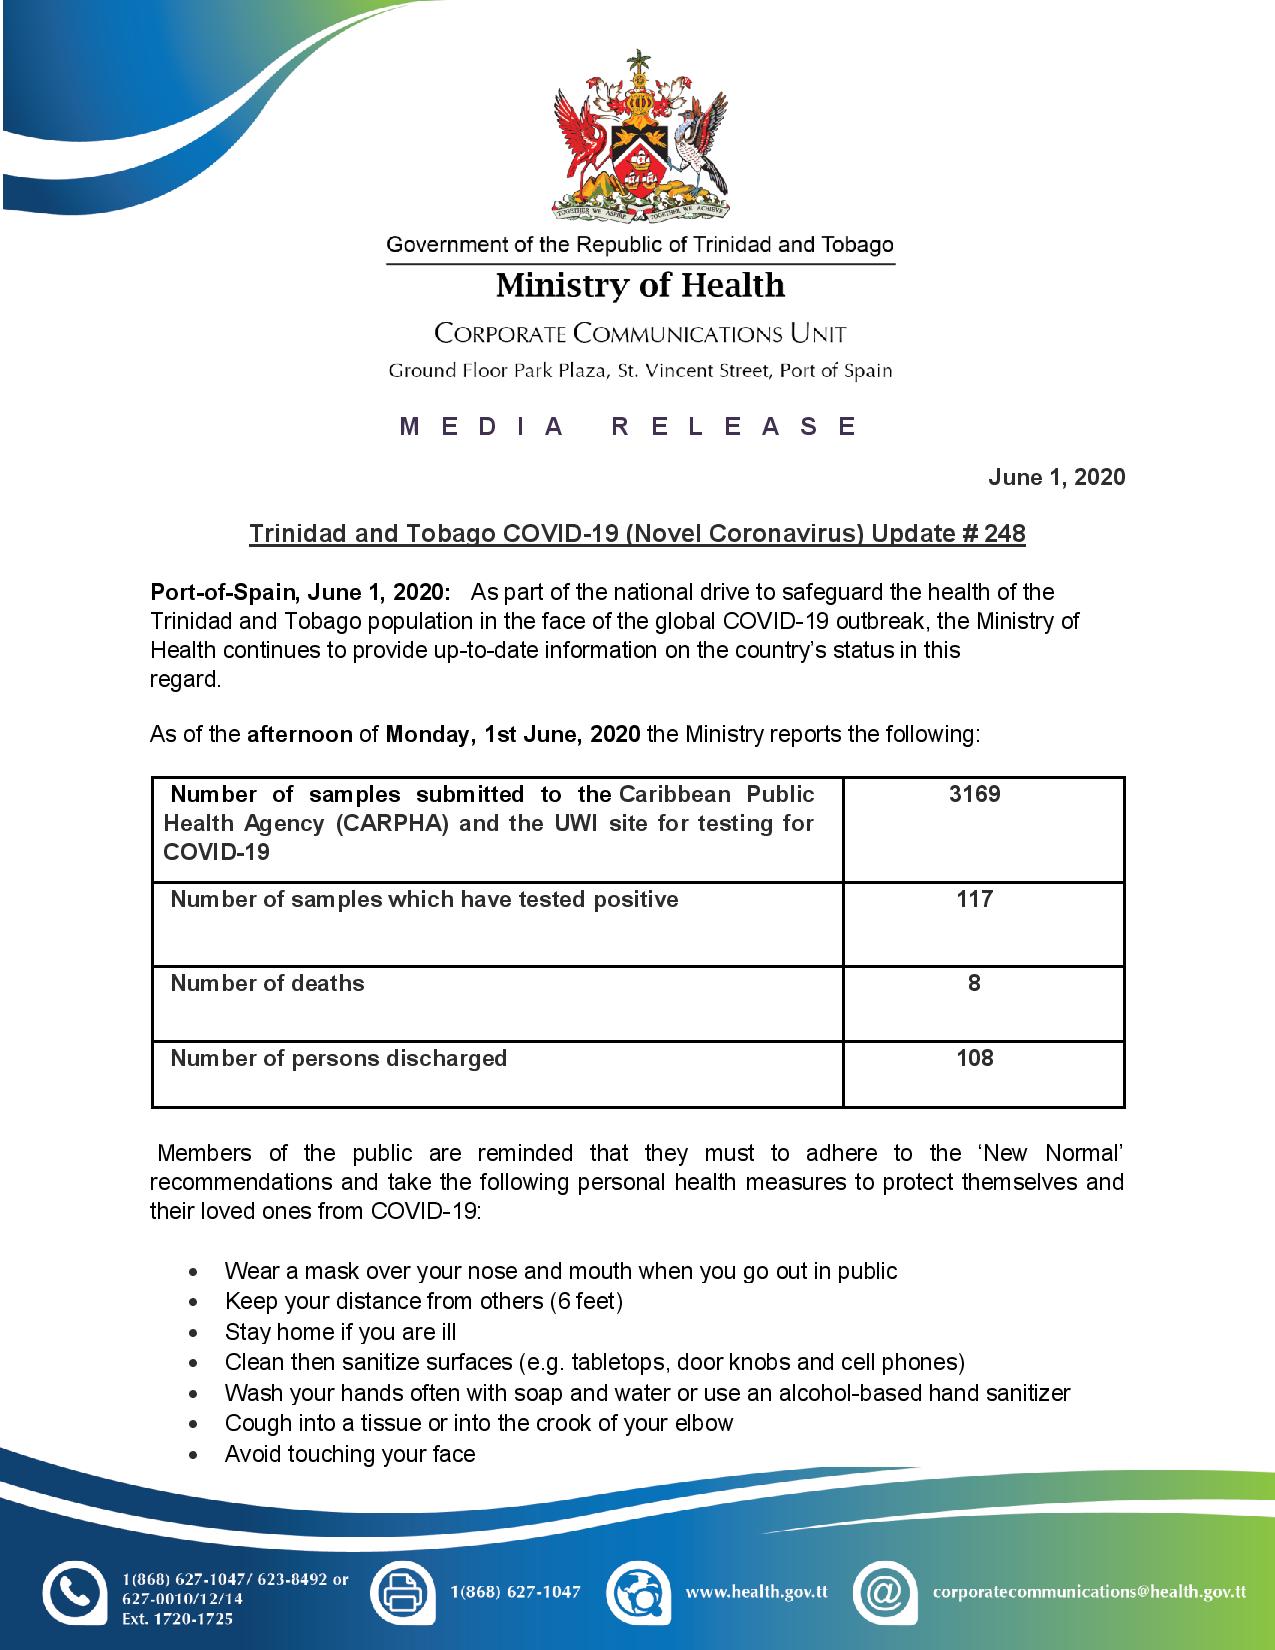 TOGETHER WE ASPIRE TOGETHER WE ACHIEVE
Government of the Republic of Trinidad and Tobago
Ministry of Health
CORPORATE COMMUNICATIONS UNIT
Ground Floor Park Plaza, St. Vincent Street, Port of Spain
MEDIA RELEASE
June 1, 2020
Trinidad and Tobago COVID-19 (Novel Coronavirus) Update # 248
Port-of-Spain, June 1, 2020: As part of the national drive to safeguard the health of the
Trinidad and Tobago population in the face of the global COVID-19 outbreak, the Ministry of
Health continues to provide up-to-date information on the country’s status in this
regard.
As of the afternoon of Monday, 1st June, 2020 the Ministry reports the following:
Number of samples submitted to the Caribbean Public 3169
Health Agency (CARPHA) and the UWI site for testing for
COVID-19
Number of samples which have tested positive 117
Number of deaths 8
Number of persons discharged 108
Members of the public are reminded that they must to adhere to the ‘New Normal’
recommendations and take the following personal health measures to protect themselves and
their loved ones from COVID-19:
• Wear a mask over your nose and mouth when you go out in public
• Keep your distance from others (6 feet)
• Stay home if you are ill
• Clean then sanitize surfaces (e.g. tabletops, door knobs and cell phones)
• Wash your hands often with soap and water or use an alcohol-based hand sanitizer
• Cough into a tissue or into the crook of your elbow
• Avoid touching your face
1(868) 627-1047/ 623-8492 or
627-0010/12/14
Ext. 1720-1725
1(868) 627-1047
www.health.gov.tt
corporatecommunications@health.gov.tt